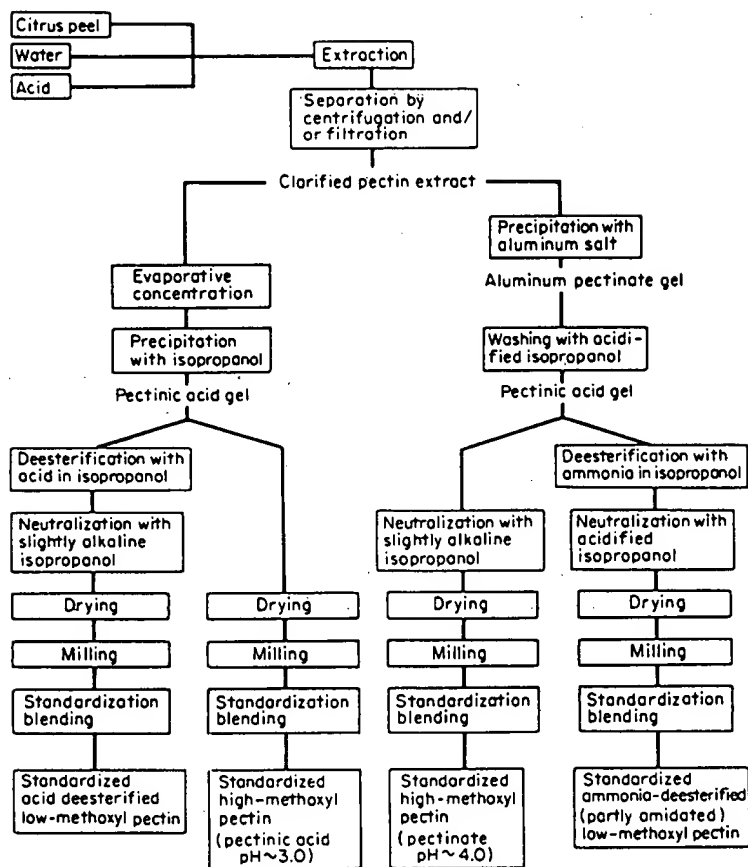 Citrus peel
Water
Acid
Extraction
Separation by
centrifugation and/
or filtration
Clarified pectin extract
Evaporative
concentration
Precipitation
with isopropanol
Pectinic acid gel
Precipitation with
aluminum salt
Aluminum pectinate gel
Washing with acidi-
fied isopropanol
Pectinic acid gel
Deesterification with
acid in isopropanol
Neutralization with
slightly alkaline
isopropanol
Drying
Milling
Standardization
blending
Standardized
acid deesterified
low-methoxyl pectin
Drying
Milling
Standardization
blending
Standardized
high-methoxyl
pectin
(pectinic acid
pH~3.0)
Neutralization with
slightly alkaline
isopropanol
Drying
Milling
Standardization
blending
Standardized
high-methoxyl
pectin
(pectinate
pH~4.0)
Deesterification with
ammonia in isopropanol
Neutralization with
acidified
isopropanol
Drying
Milling
Standardization
blending
Standardized
ammonia-deesterified
(partly amidated)
low-methoxyl pectin